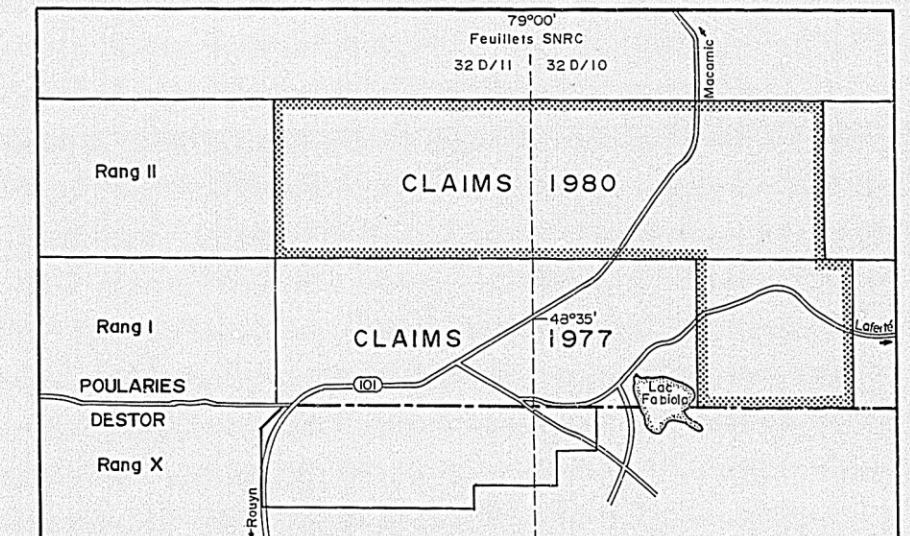 79°00'
Feuillets SNRC
32 D/11 32 D/10
Macamic
Rang II
CLAIMS 1980
Rang I
48°35'
CLAIMS 1977
Laferté
POULARIES
101
Lac
Fabiola
DESTOR
Rang X
Rouyn